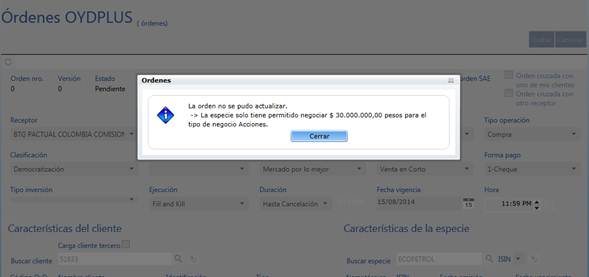 Órdenes OYDPLUS ( órdenes)
Orden nro. Versión Estado
0 0 Pendiente
Orden SAE
0
Orden cruzada con
uno de mis clientes
Orden cruzada con
otro receptor
Ordenes
La orden no se pudo actualizar.
-> La especie solo tiene permitido negociar $ 30.000.000,00 pesos para el
tipo de negocio Acciones.
Cerrar
Receptor Tipo operación
BTG PACTUAL COLOMBIA COMISION Compra
Clasificación Forma pago
Democratización Mercado por lo mejor Venta en Corto 1-Cheque
Tipo inversión Ejecución Duración Fecha vigencia Hora
Fill and Kill Hasta Cancelación 15/08/2014 15 11:59 PM
Características del cliente Características de la especie
Carga cliente tercero
Buscar cliente 51833 Buscar especie ECOPETROL ISIN